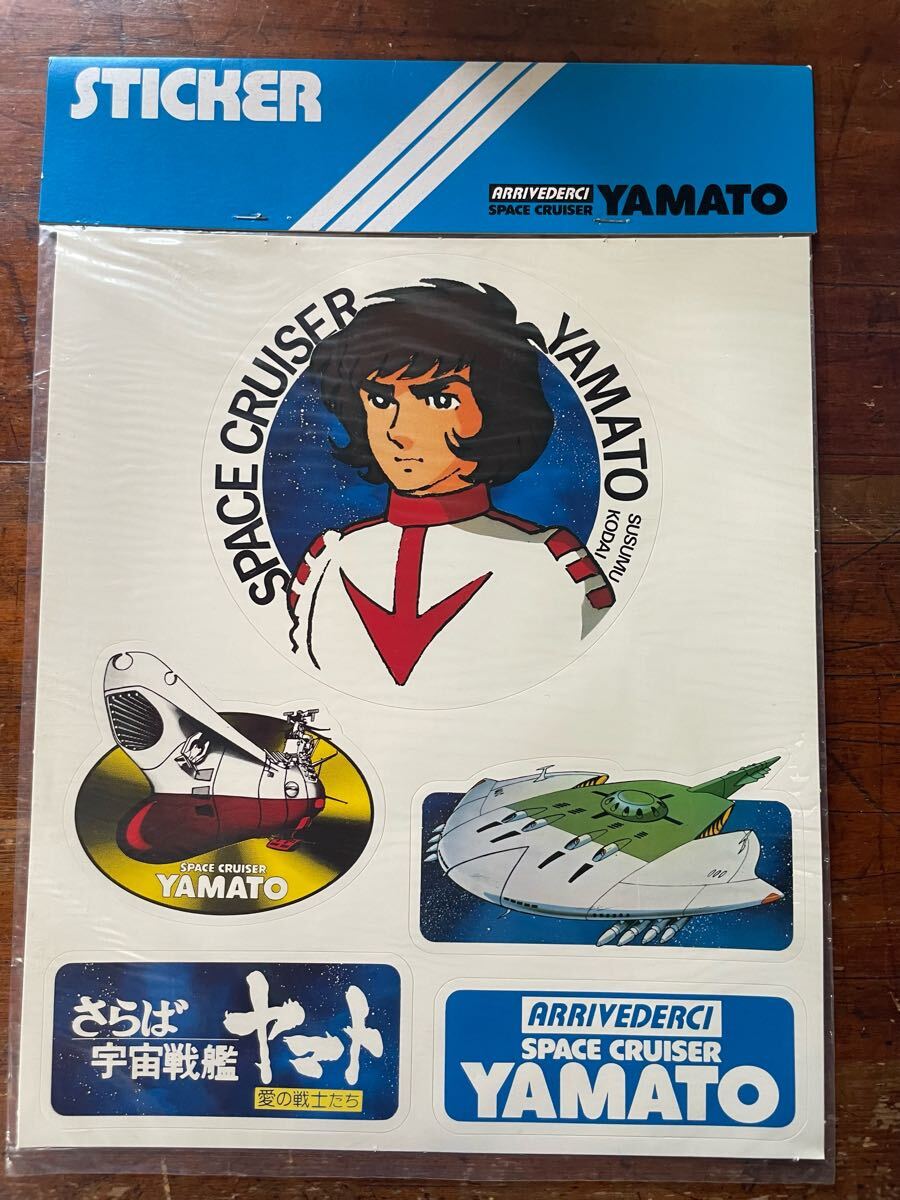 STICKER
ARRIVEDERCI
SPACE CRUISER YAMATO
SPACE CRUISER YAMATO
SUSUMU
KODAI
SPACE CRUISER
YAMATO
さらば
宇宙戦艦
ヤマト
愛の戦士たち
ARRIVEDERCI
SPACE CRUISER
YAMATO